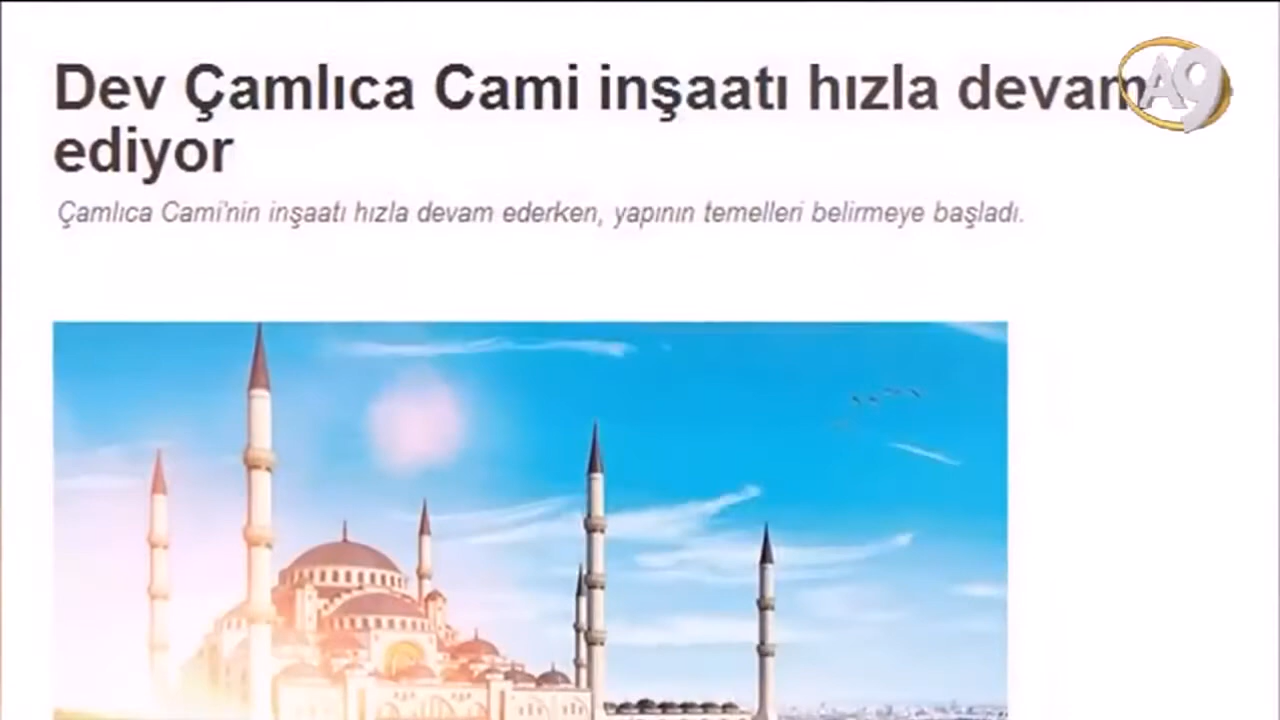 Dev Çamlıca Cami inşaatı hızla devam
ediyor
Çamlıca Cami'nin inşaatı hızla devam ederken, yapının temelleri belirmeye başladı.
A9